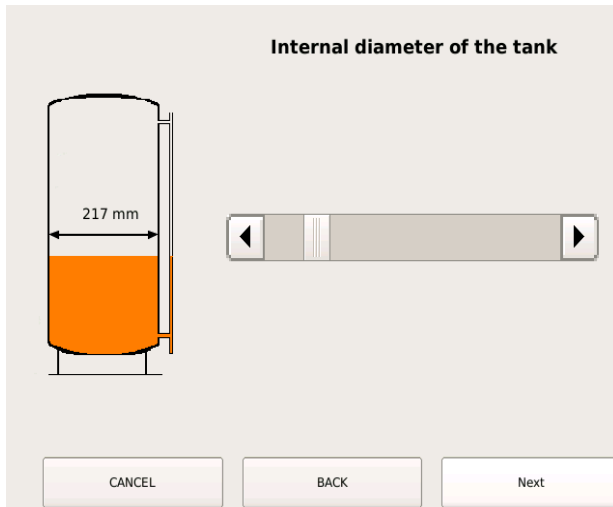 Internal diameter of the tank
217 mm
CANCEL
BACK
Next